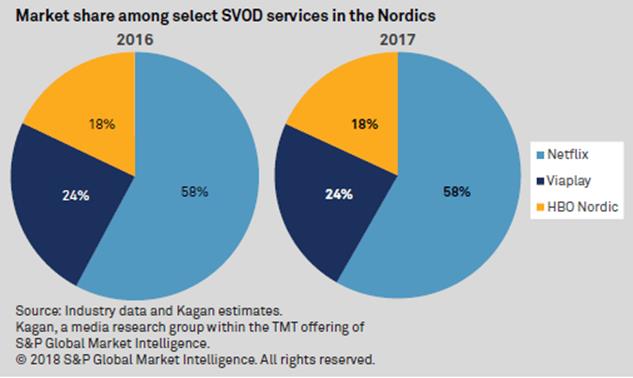 Market share among select SVOD services in the Nordics
2016
2017
18%
24%
58%
18%
24%
58%
Netflix
Viaplay
HBO Nordic
Source: Industry data and Kagan estimates.
Kagan, a media research group within the TMT offering of
S&P Global Market Intelligence.
© 2018 S&P Global Market Intelligence. All rights reserved.